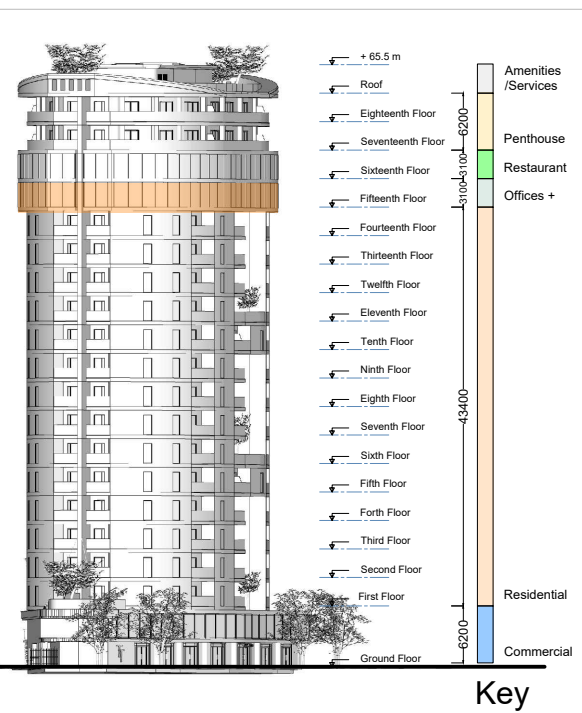 + 65.5 m
Roof
Eighteenth Floor
Seventeenth Floor
Sixteenth Floor
Fifteenth Floor
Fourteenth Floor
Thirteenth Floor
Twelfth Floor
Eleventh Floor
Tenth Floor
Ninth Floor
Eighth Floor
Seventh Floor
Sixth Floor
Fifth Floor
Forth Floor
Third Floor
Second Floor
First Floor
Ground Floor
6200
3100
3100
43400
6200
Amenities
/Services
Penthouse
Restaurant
Offices +
Residential
Commercial
Key